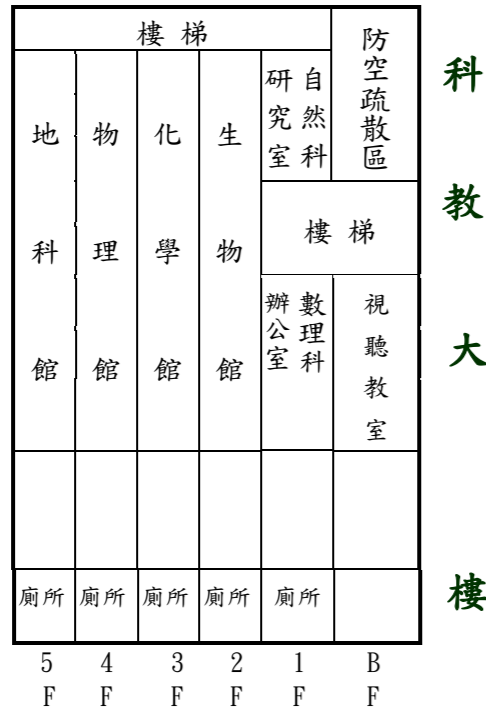 科教大樓
樓梯
防空疏散區
自然科
研究室
地科館
物理館
化學館
生物館
樓梯
數理科
辦公室
視聽教室
廁所
廁所
廁所
廁所
廁所
5F
4F
3F
2F
1F
BF